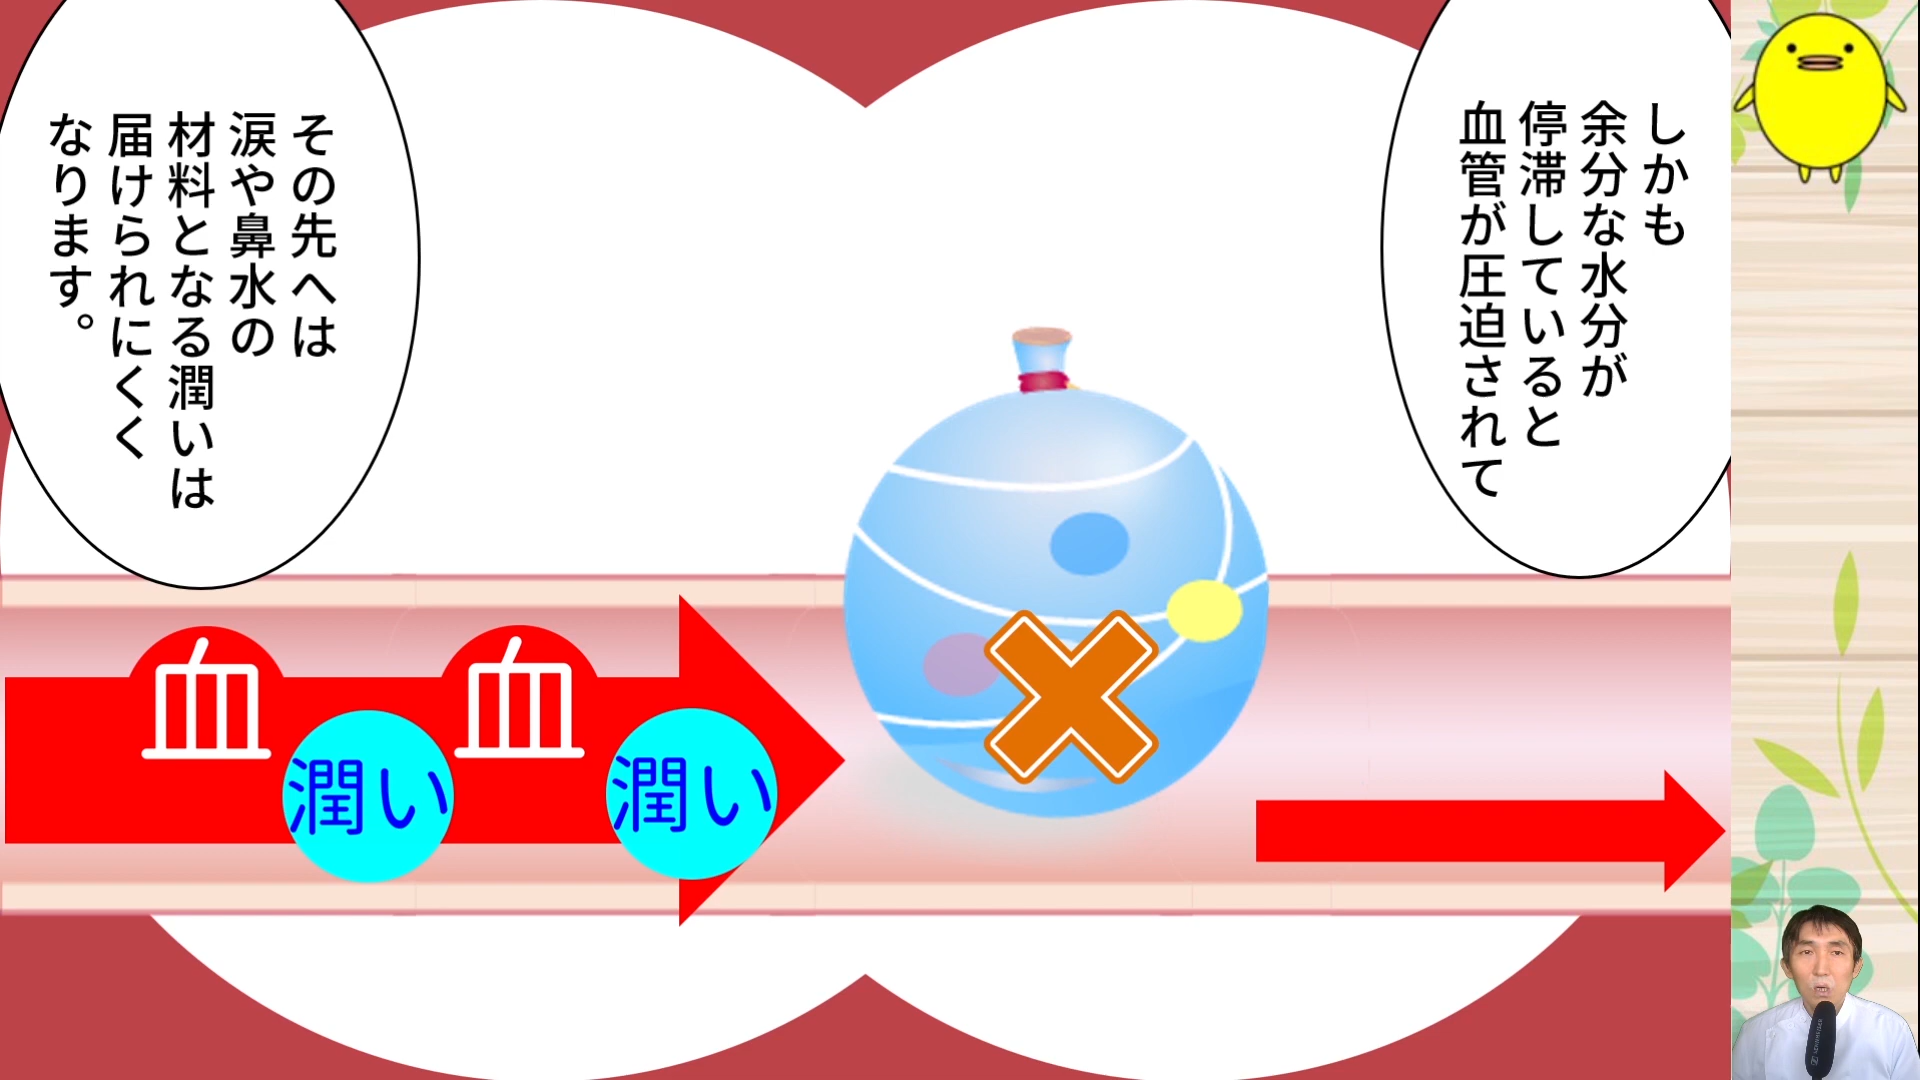 しかも
余分な水分が
停滞していると
血管が圧迫されて
その先へは
涙や鼻水の
材料となる潤いは
届けられにくく
なります。
血
潤い
血
潤い